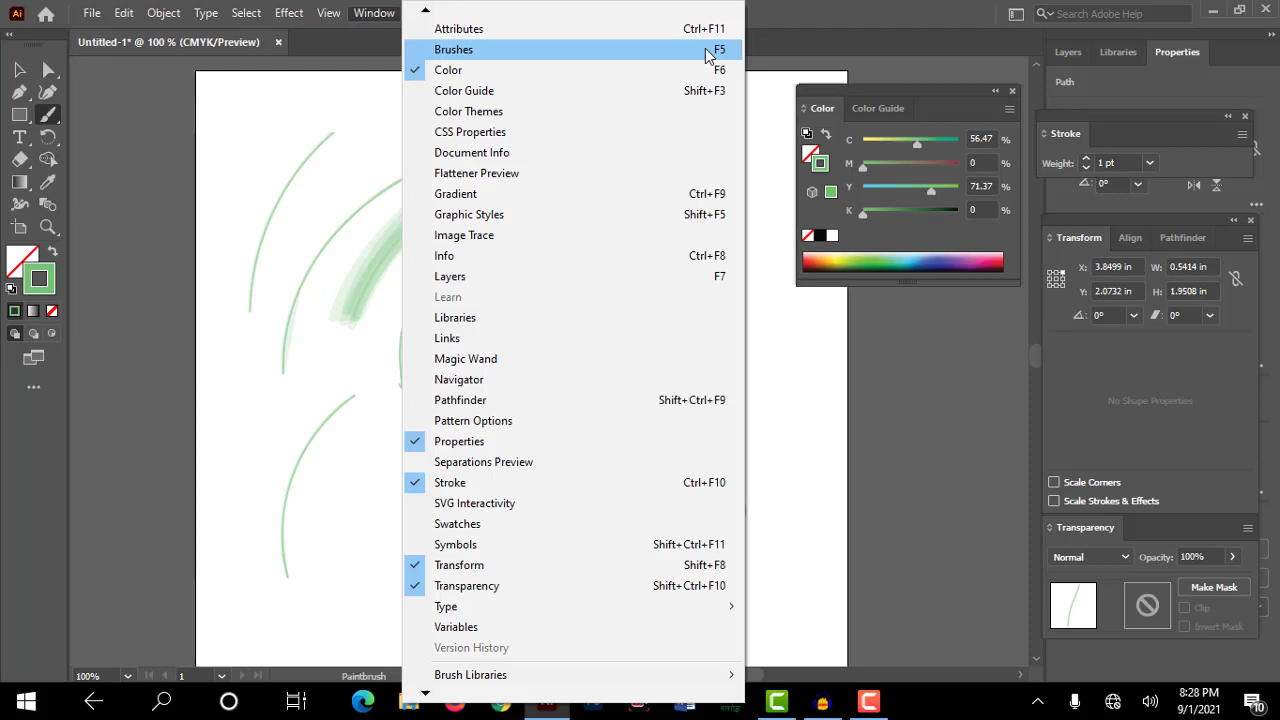 Ai File Edit Object Type Select Effect View Window Search Adobe Help
Untitled-1* @ 100 % (CMYK/Preview)
Attributes Ctrl+F11
Brushes F5
Color F6
Color Guide Shift+F3
Color Themes
CSS Properties
Document Info
Flattener Preview
Gradient Ctrl+F9
Graphic Styles Shift+F5
Image Trace
Info Ctrl+F8
Layers F7
Learn
Libraries
Links
Magic Wand
Navigator
Pathfinder Shift+Ctrl+F9
Pattern Options
Properties
Separations Preview
Stroke Ctrl+F10
SVG Interactivity
Swatches
Symbols Shift+Ctrl+F11
Transform Shift+F8
Transparency Shift+Ctrl+F10
Type
Variables
Version History
Brush Libraries
Color Color Guide
C 56.47 %
M 0 %
Y 71.37 %
K 0 %
Layers Libraries Properties
Path
Stroke
Weight: 1 pt
0°
Transform Align Pathfinder
X: 3.8499 in W: 0.5414 in
Y: 2.0732 in H: 1.9508 in
0° 0°
No Shape Properties
Scale Corners
Scale Strokes & Effects
Transparency
Normal Opacity: 100%
Make Mask
Clip
Invert Mask
100% 1 Paintbrush
8:28 PM
9/1/2021
10